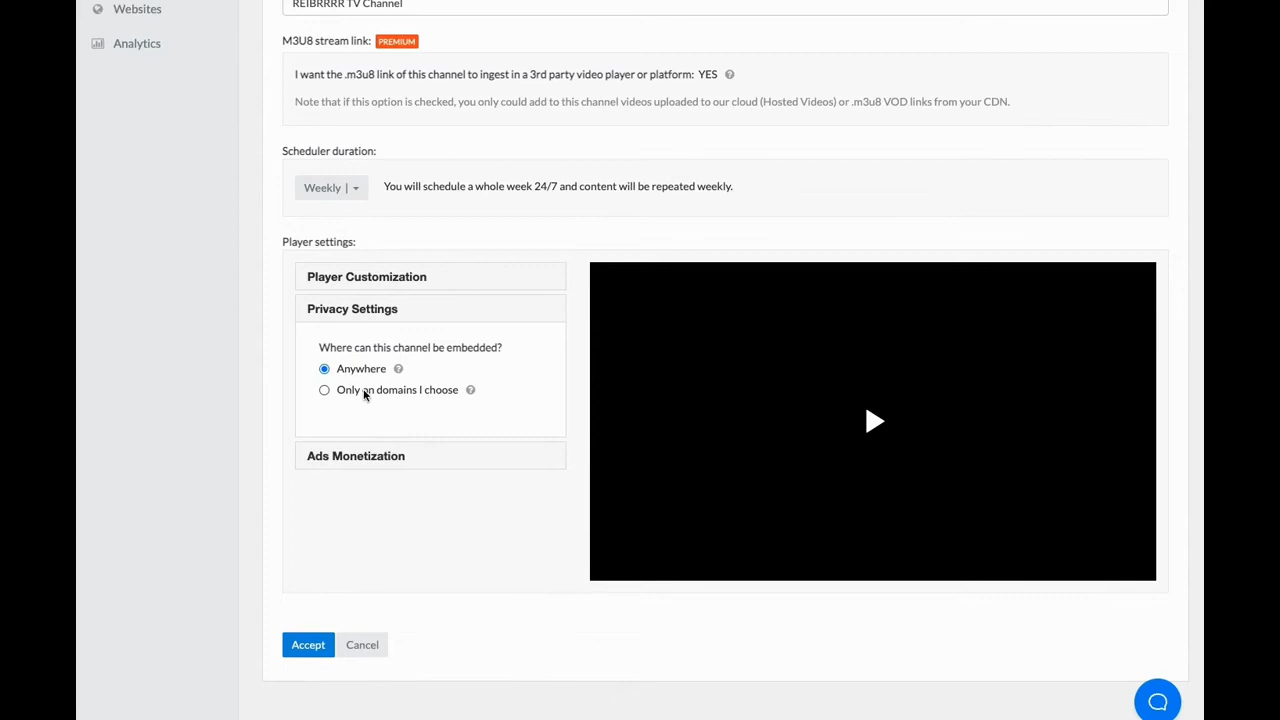 Websites
REIBRRRR TV Channel
Analytics
M3U8 stream link: PREMIUM
I want the .m3u8 link of this channel to ingest in a 3rd party video player or platform: YES
Note that if this option is checked, you only could add to this channel videos uploaded to our cloud (Hosted Videos) or .m3u8 VOD links from your CDN.
Scheduler duration:
Weekly | You will schedule a whole week 24/7 and content will be repeated weekly.
Player settings:
Player Customization
Privacy Settings
Where can this channel be embedded?
Anywhere
Only on domains I choose
Ads Monetization
Accept Cancel